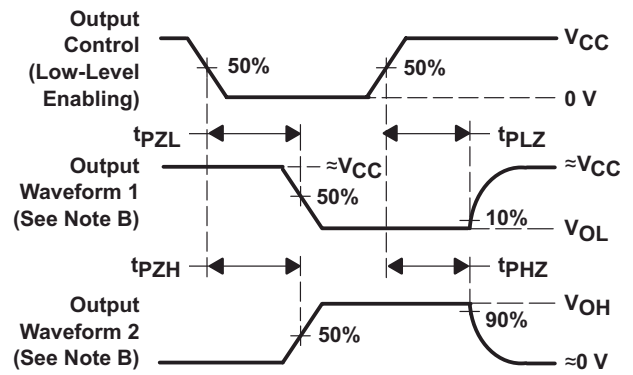 Output
Control
(Low-Level
Enabling)
50%
50%
VCC
0 V
tPZL
tPLZ
Output
Waveform 1
(See Note B)
≈VCC
50%
≈VCC
10%
VOL
tPZH
tPHZ
Output
Waveform 2
(See Note B)
50%
VOH
90%
≈0 V